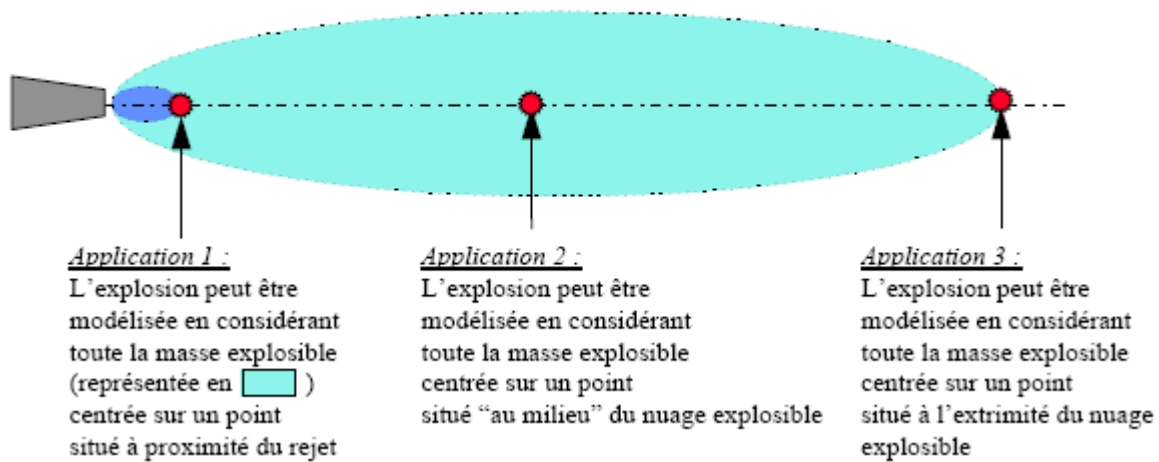 Application 1 :
L'explosion peut être
modélisée en considérant
toute la masse explosible
(représentée en )
centrée sur un point
situé à proximité du rejet
Application 2 :
L'explosion peut être
modélisée en considérant
toute la masse explosible
centrée sur un point
situé “au milieu” du nuage explosible
Application 3 :
L'explosion peut être
modélisée en considérant
toute la masse explosible
centrée sur un point
situé à l'extrimité du nuage
explosible